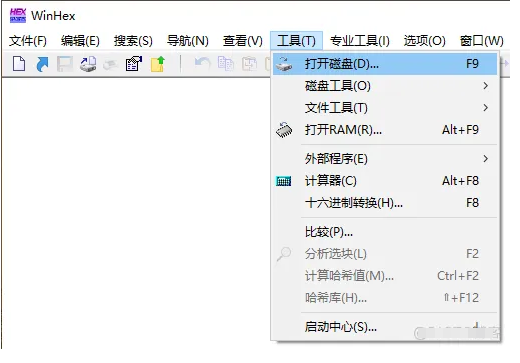 HEX
WinHex
文件(F) 编辑(E) 搜索(S) 导航(N) 查看(V) 工具(T) 专业工具(I) 选项(O) 窗口(W)
打开磁盘(D)... F9
磁盘工具(O)
文件工具(T)
打开RAM(R)... Alt+F9
外部程序(E)
计算器(C) Alt+F8
十六进制转换(H)... F8
比较(P)...
分析选块(L) F2
计算哈希值(M)... Ctrl+F2
哈希库(H)... ⇧+F12
启动中心(S)...